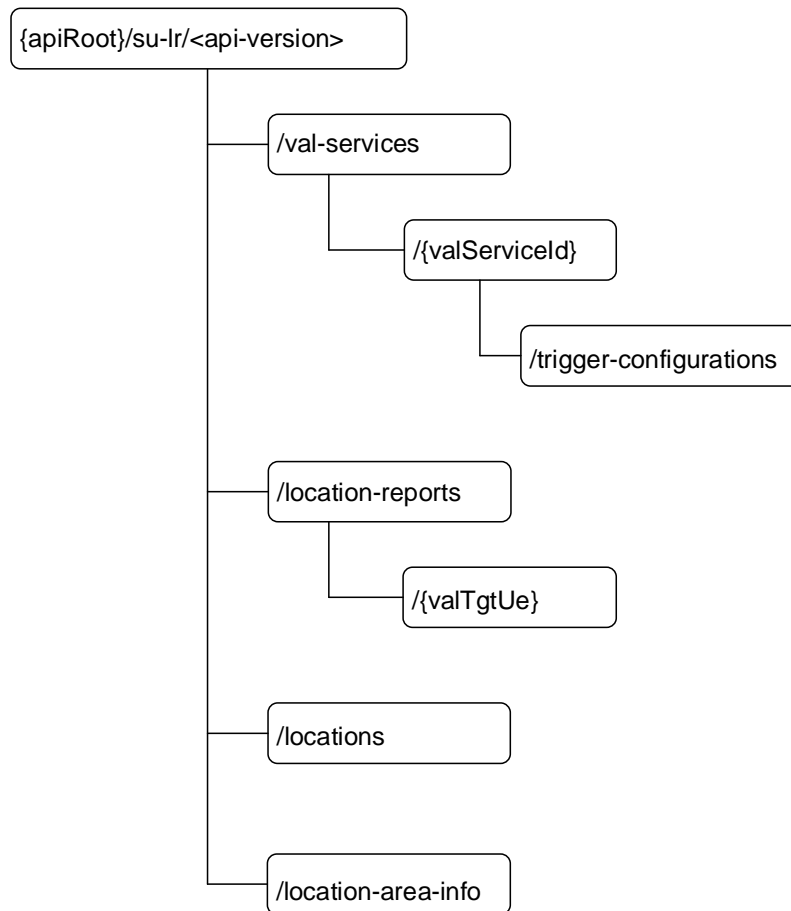 {apiRoot}/su-lr/<api-version>
/val-services
/{valServiceId}
/trigger-configurations
/location-reports
/{valTgtUe}
/locations
/location-area-info